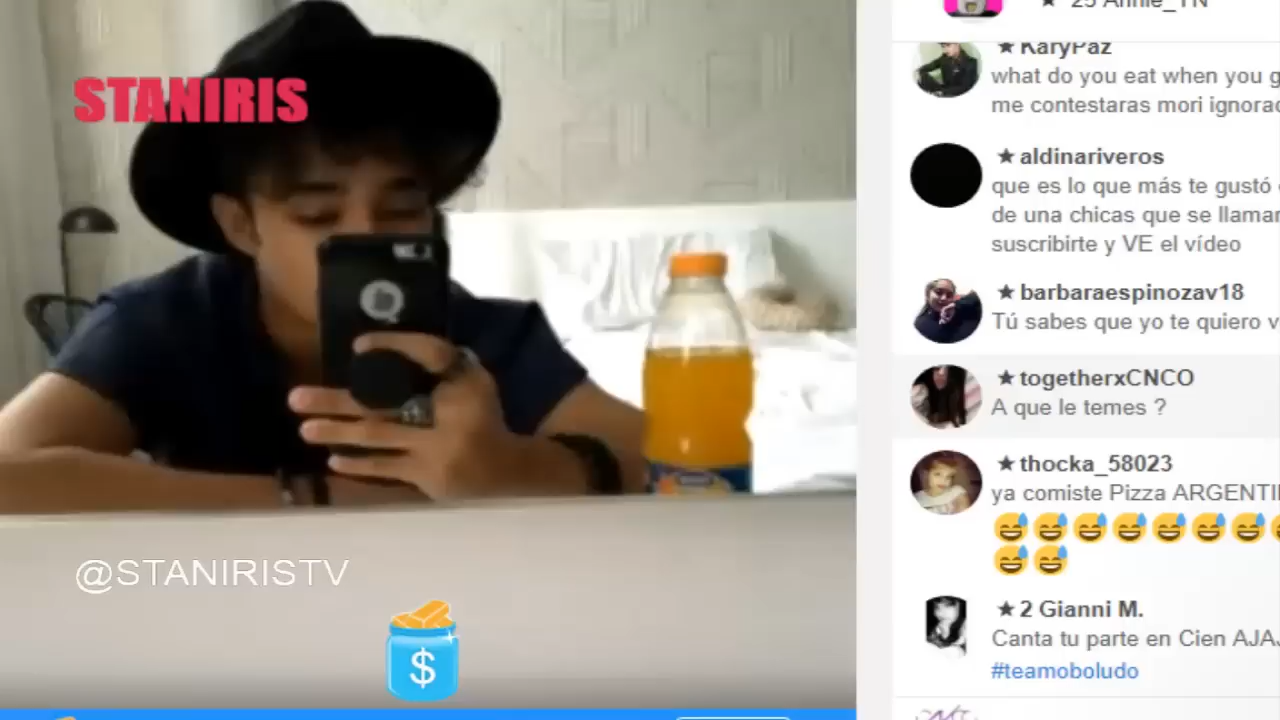 STANIRIS
@STANIRISTV
$
25 Annie_TN
KaryPaz
what do you eat when you g
me contestaras mori ignorad
aldinariveros
que es lo que más te gustó
de una chicas que se llamar
suscribirte y VE el vídeo
barbaraespinozav18
Tú sabes que yo te quiero v
togetherxCNCO
A que le temes ?
thocka_58023
ya comiste Pizza ARGENTI
2 Gianni M.
Canta tu parte en Cien AJA
#teamoboludo